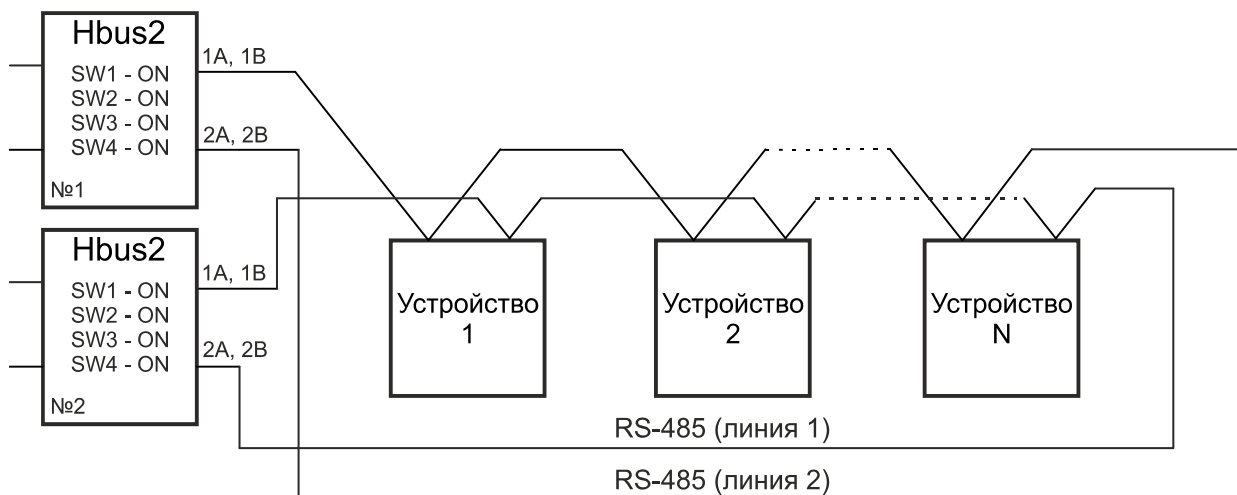 Hbus2
SW1 - ON
SW2 - ON
SW3 - ON
SW4 - ON
№1
1A, 1B
2A, 2B
Hbus2
SW1 - ON
SW2 - ON
SW3 - ON
SW4 - ON
№2
1A, 1B
2A, 2B
Устройство
1
Устройство
2
Устройство
N
RS-485 (линия 1)
RS-485 (линия 2)